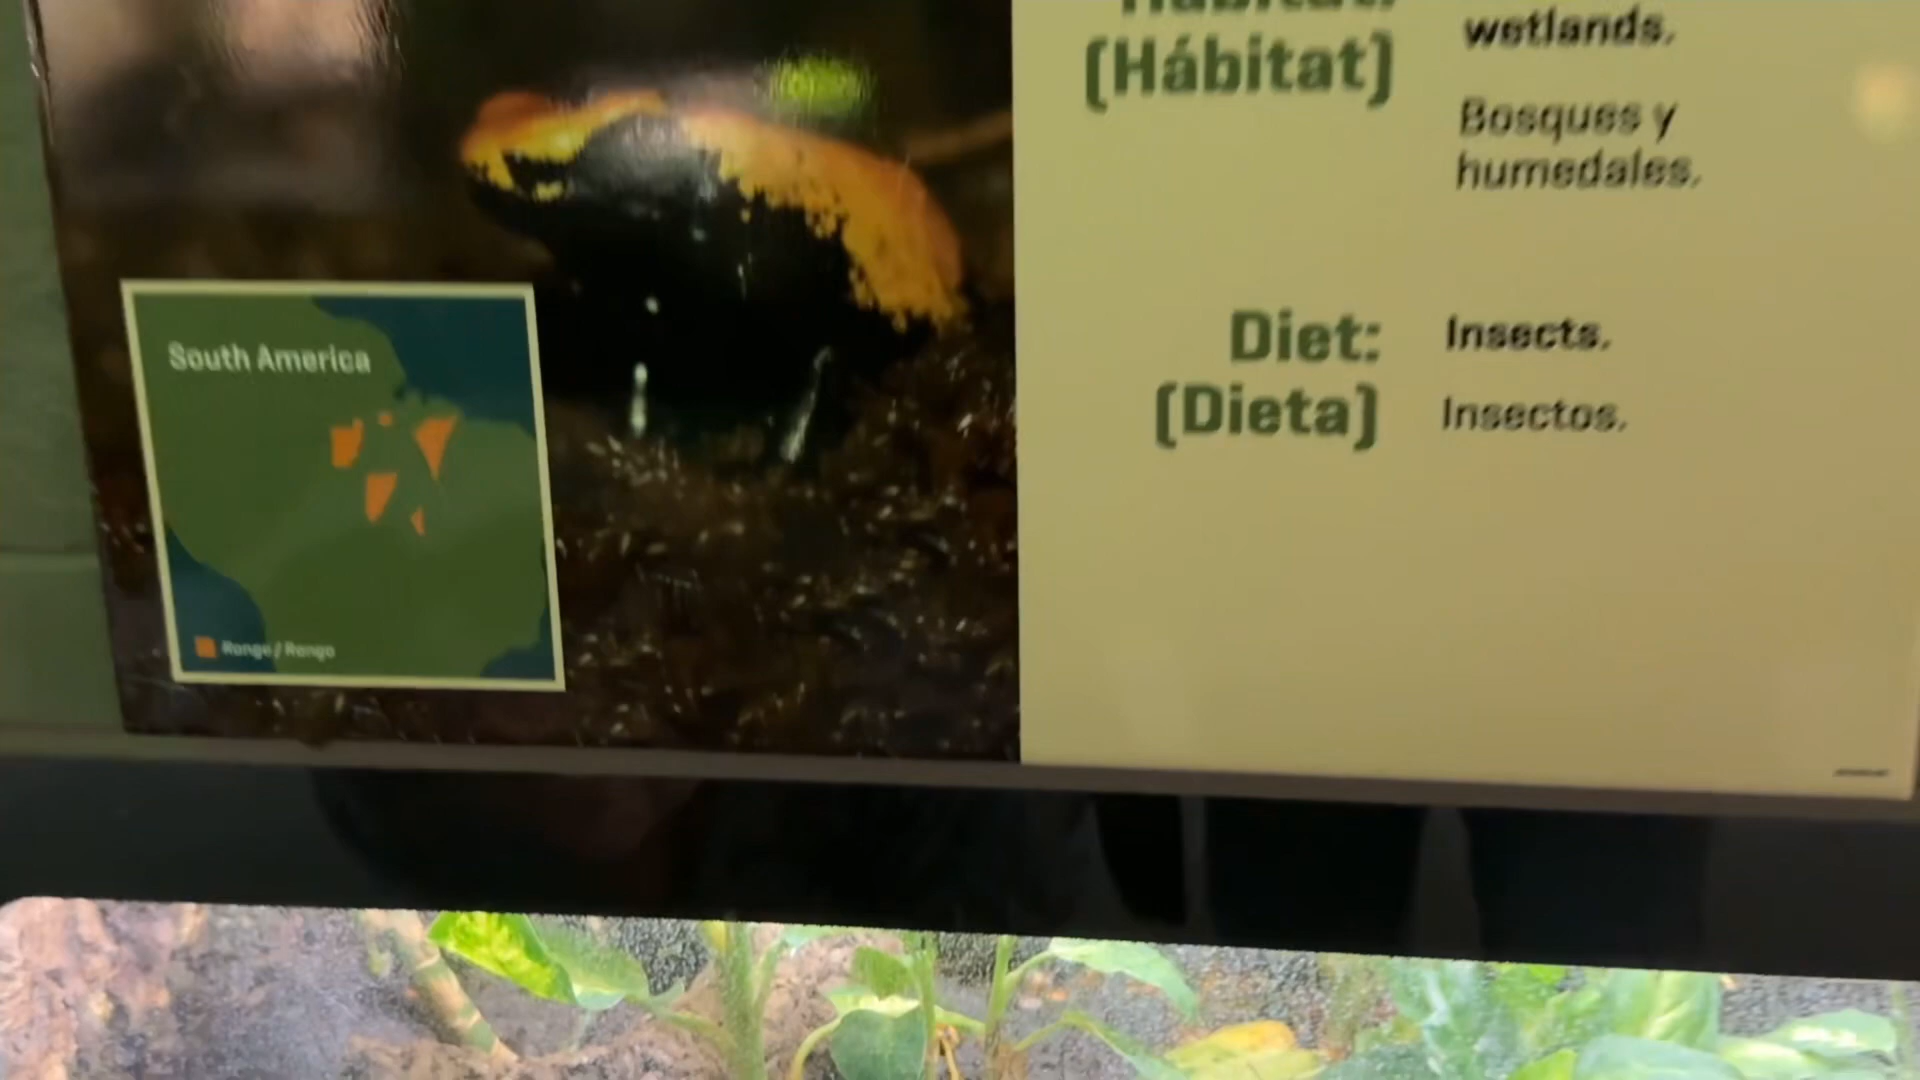 South America
Range / Rango
(Hábitat)
wetlands.
Bosques y
humedales.
Diet:
Insects.
(Dieta)
Insectos.